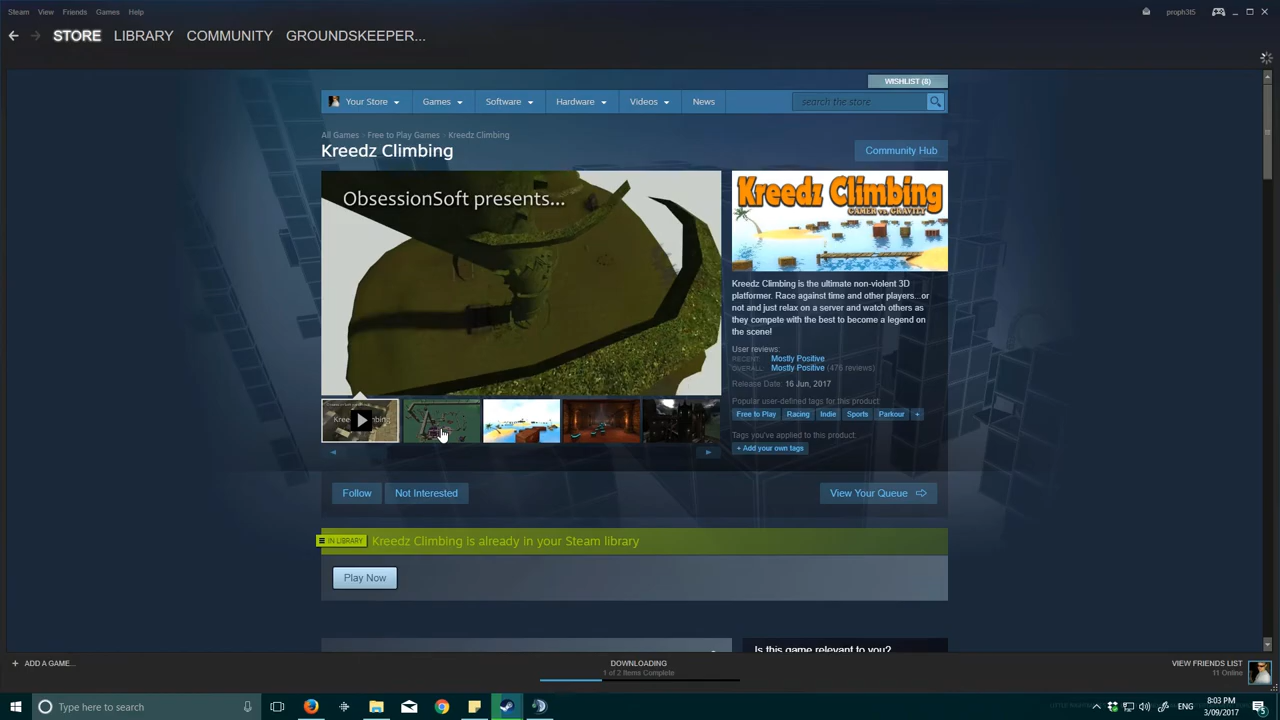 Steam View Friends Games Help
proph3t5
STORE LIBRARY COMMUNITY GROUNDSKEEPER...
WISHLIST (8)
Your Store Games Software Hardware Videos News
search the store
All Games > Free to Play Games > Kreedz Climbing
Kreedz Climbing
Community Hub
ObsessionSoft presents...
Kreedz Climbing
GAMER vs. GRAVITY
Kreedz Climbing is the ultimate non-violent 3D
platformer. Race against time and other players...or
not and just relax on a server and watch others as
they compete with the best to become a legend on
the scene!
User reviews:
RECENT: Mostly Positive
OVERALL: Mostly Positive (476 reviews)
Release Date: 16 Jun, 2017
Popular user-defined tags for this product:
Free to Play Racing Indie Sports Parkour +
Tags you've applied to this product:
+ Add your own tags
Follow Not Interested
View Your Queue
IN LIBRARY Kreedz Climbing is already in your Steam library
Play Now
Is this game relevant to you?
+ ADD A GAME...
DOWNLOADING
1 of 2 Items Complete
VIEW FRIENDS LIST
11 Online
Type here to search
ENG
8:03 PM
3/09/2017
5